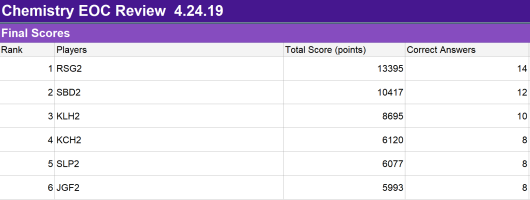 Chemistry EOC Review 4.24.19
Final Scores
Rank Players Total Score (points) Correct Answers
1 RSG2 13395 14
2 SBD2 10417 12
3 KLH2 8695 10
4 KCH2 6120 8
5 SLP2 6077 8
6 JGF2 5993 8